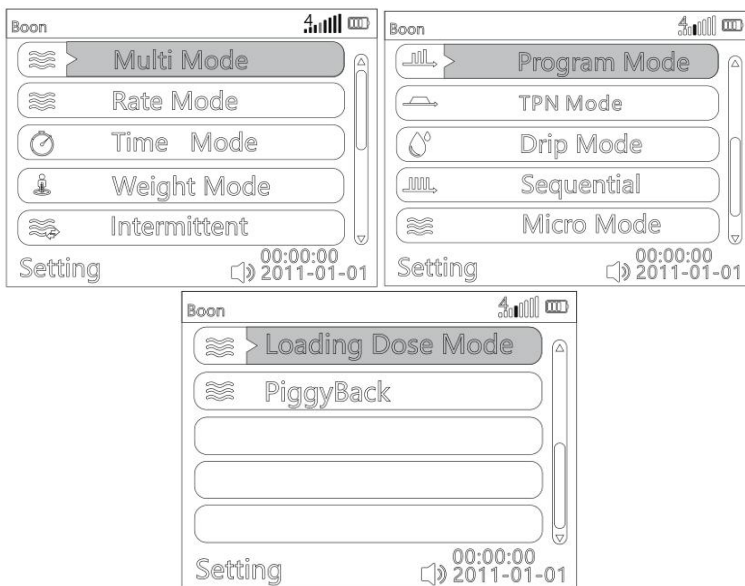 Boon 4
Multi Mode
Rate Mode
Time Mode
Weight Mode
Intermittent
00:00:00
Setting 2011-01-01
Boon 4
Program Mode
TPN Mode
Drip Mode
Sequential
Micro Mode
00:00:00
Setting 2011-01-01
Boon 4
Loading Dose Mode
PiggyBack
00:00:00
Setting 2011-01-01